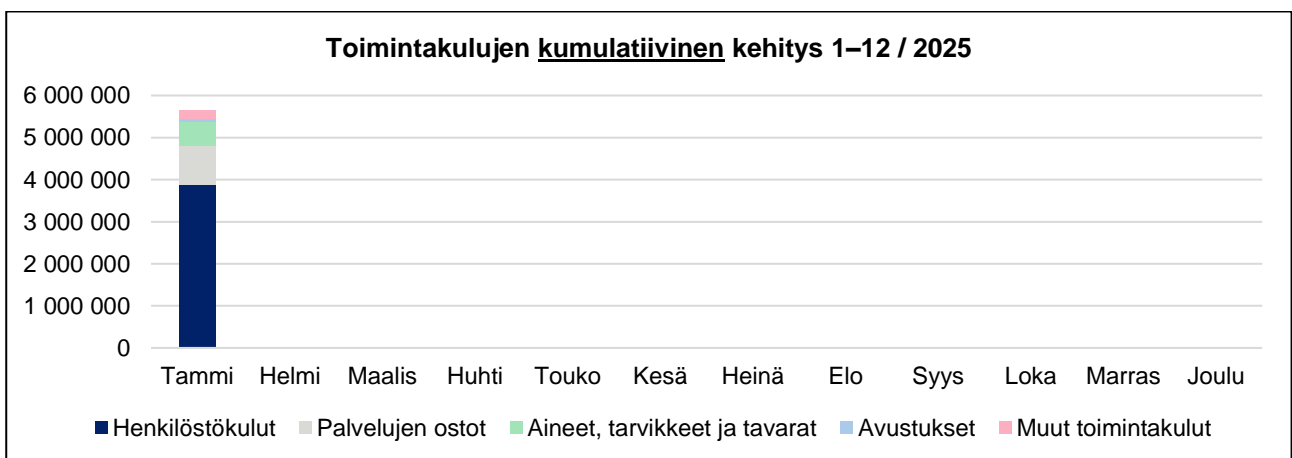 Toimintakulujen kumulatiivinen kehitys 1–12 / 2025
6 000 000
5 000 000
4 000 000
3 000 000
2 000 000
1 000 000
0
Tammi Helmi Maalis Huhti Touko Kesä Heinä Elo Syys Loka Marras Joulu
Henkilöstökulut Palvelujen ostot Aineet, tarvikkeet ja tavarat Avustukset Muut toimintakulut